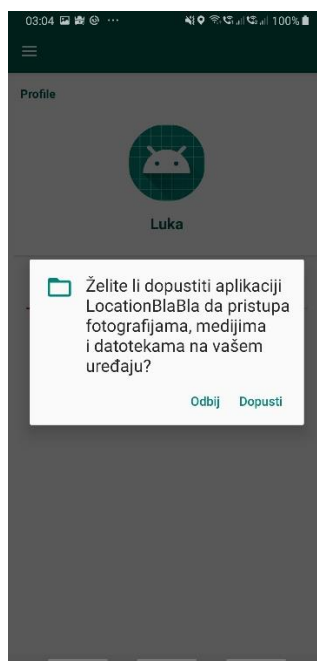 03:04 ... 100%
Profile
Luka
Želite li dopustiti aplikaciji
LocationBlaBla da pristupa
fotografijama, medijima
i datotekama na vašem
uređaju?
Odbij Dopusti